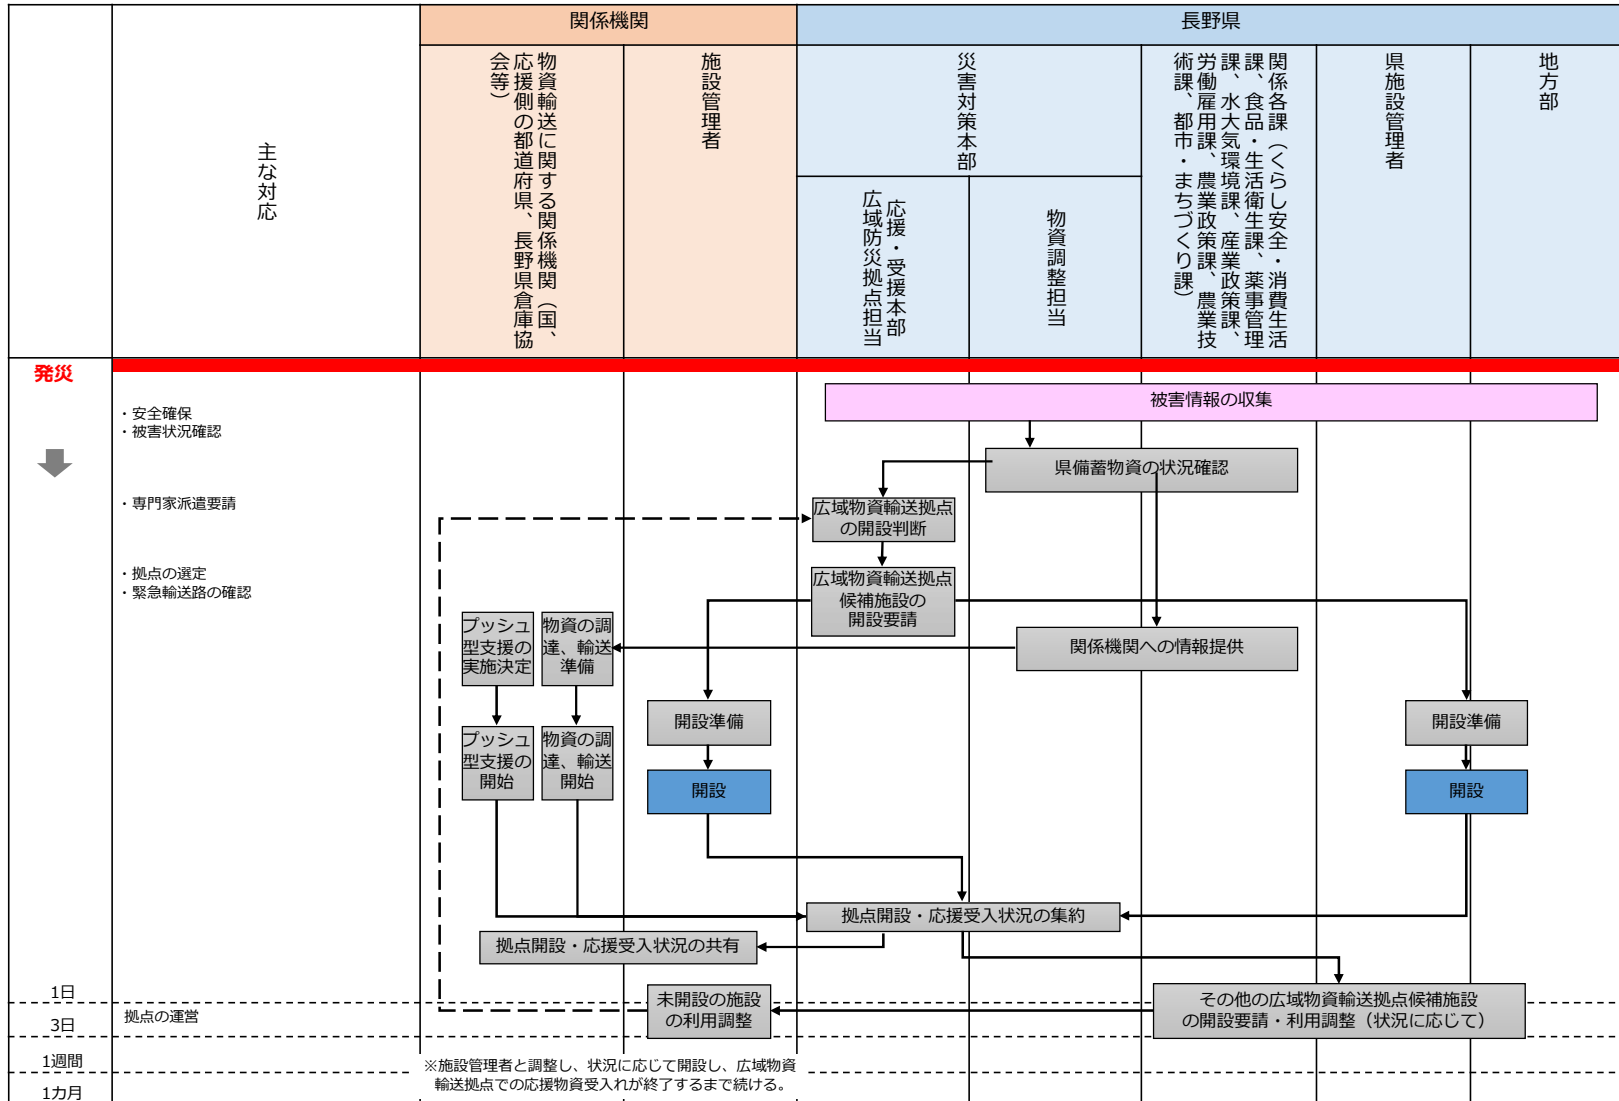 関係機関
長野県
主な対応
物資輸送に関する関係機関（国、
応援側の都道府県、長野県倉庫協
会等）
施設管理者
災害対策本部
応援・受援本部
広域防災拠点担当
物資調整担当
関係各課（くらし安全・消費生活
課、食品・生活衛生課、薬事管理
課、水大気環境課、産業政策課、
労働雇用課、農業政策課、農業技
術課、都市・まちづくり課）
県施設管理者
地方部
発災
被害情報の収集
・安全確保
・被害状況確認
県備蓄物資の状況確認
・専門家派遣要請
広域物資輸送拠点
の開設判断
・拠点の選定
・緊急輸送路の確認
広域物資輸送拠点
候補施設の
開設要請
プッシュ
型支援の
実施決定
物資の調
達、輸送
準備
関係機関への情報提供
開設準備
開設準備
プッシュ
型支援の
開始
物資の調
達、輸送
開始
開設
開設
拠点開設・応援受入状況の集約
拠点開設・応援受入状況の共有
1日
未開設の施設
の利用調整
その他の広域物資輸送拠点候補施設
の開設要請・利用調整（状況に応じて）
拠点の運営
3日
1週間
※施設管理者と調整し、状況に応じて開設し、広域物資
輸送拠点での応援物資受入れが終了するまで続ける。
1カ月